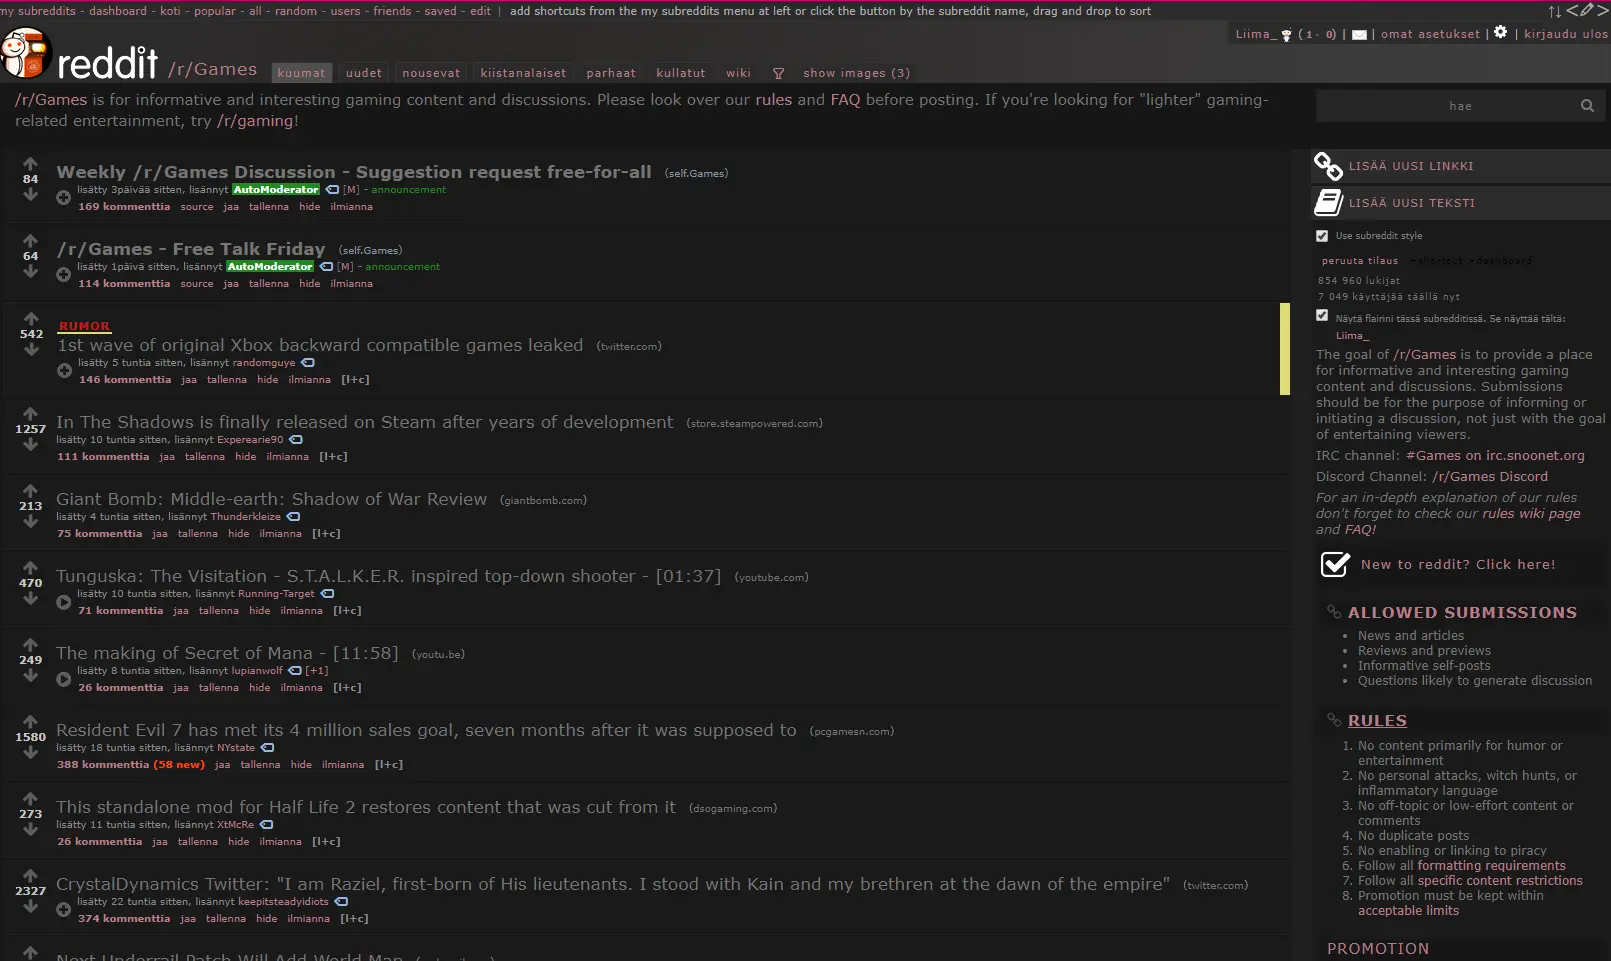 my subreddits - dashboard - koti - popular - all - random - users - friends - saved - edit | add shortcuts from the my subreddits menu at left or click the button by the subreddit name, drag and drop to sort
Liima_ (1 · 0) | omat asetukset | kirjaudu ulos
reddit /r/Games kuumat uudet nousevat kiistanalaiset parhaat kullatut wiki show images (3)
/r/Games is for informative and interesting gaming content and discussions. Please look over our rules and FAQ before posting. If you're looking for "lighter" gaming-
related entertainment, try /r/gaming!
hae
84
Weekly /r/Games Discussion - Suggestion request free-for-all (self.Games)
lisätty 3päivää sitten, lisännyt AutoModerator [M] - announcement
169 kommenttia source jaa tallenna hide ilmianna
64
/r/Games - Free Talk Friday (self.Games)
lisätty 1päivä sitten, lisännyt AutoModerator [M] - announcement
114 kommenttia source jaa tallenna hide ilmianna
542
RUMOR
1st wave of original Xbox backward compatible games leaked (twitter.com)
lisätty 5 tuntia sitten, lisännyt randomguye
146 kommenttia jaa tallenna hide ilmianna [l+c]
1257
In The Shadows is finally released on Steam after years of development (store.steampowered.com)
lisätty 10 tuntia sitten, lisännyt Experearie90
111 kommenttia jaa tallenna hide ilmianna [l+c]
213
Giant Bomb: Middle-earth: Shadow of War Review (giantbomb.com)
lisätty 4 tuntia sitten, lisännyt Thunderkleize
75 kommenttia jaa tallenna hide ilmianna [l+c]
470
Tunguska: The Visitation - S.T.A.L.K.E.R. inspired top-down shooter - [01:37] (youtube.com)
lisätty 10 tuntia sitten, lisännyt Running-Target
71 kommenttia jaa tallenna hide ilmianna [l+c]
249
The making of Secret of Mana - [11:58] (youtu.be)
lisätty 8 tuntia sitten, lisännyt lupianwolf [+1]
26 kommenttia jaa tallenna hide ilmianna [l+c]
1580
Resident Evil 7 has met its 4 million sales goal, seven months after it was supposed to (pcgamesn.com)
lisätty 18 tuntia sitten, lisännyt NYstate
388 kommenttia (58 new) jaa tallenna hide ilmianna [l+c]
273
This standalone mod for Half Life 2 restores content that was cut from it (dsogaming.com)
lisätty 11 tuntia sitten, lisännyt XtMcRe
26 kommenttia jaa tallenna hide ilmianna [l+c]
2327
CrystalDynamics Twitter: "I am Raziel, first-born of His lieutenants. I stood with Kain and my brethren at the dawn of the empire" (twitter.com)
lisätty 22 tuntia sitten, lisännyt keepitsteadyidiots
374 kommenttia jaa tallenna hide ilmianna [l+c]
Next Underrail Patch Will Add World Map
LISÄÄ UUSI LINKKI
LISÄÄ UUSI TEKSTI
Use subreddit style
peruuta tilaus −shortcut −dashboard
854 960 lukijat
7 049 käyttäjää täällä nyt
Näytä flairini tässä subredditissä. Se näyttää tältä:
Liima_
The goal of /r/Games is to provide a place
for informative and interesting gaming
content and discussions. Submissions
should be for the purpose of informing or
initiating a discussion, not just with the goal
of entertaining viewers.
IRC channel: #Games on irc.snoonet.org
Discord Channel: /r/Games Discord
For an in-depth explanation of our rules
don't forget to check our rules wiki page
and FAQ!
New to reddit? Click here!
ALLOWED SUBMISSIONS
• News and articles
• Reviews and previews
• Informative self-posts
• Questions likely to generate discussion
RULES
1. No content primarily for humor or
entertainment
2. No personal attacks, witch hunts, or
inflammatory language
3. No off-topic or low-effort content or
comments
4. No duplicate posts
5. No enabling or linking to piracy
6. Follow all formatting requirements
7. Follow all specific content restrictions
8. Promotion must be kept within
acceptable limits
PROMOTION